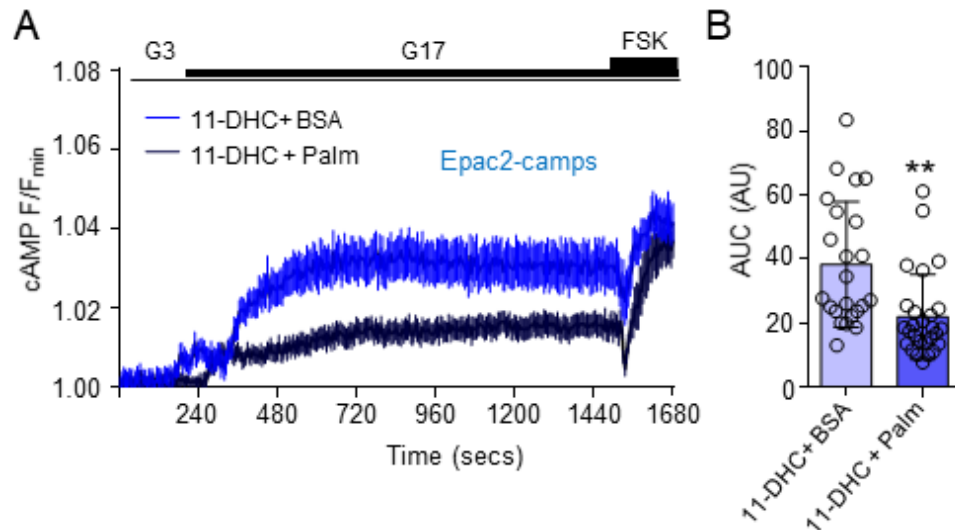 A
B
G3 G17 FSK
1.08
1.06
1.04
1.02
1.00
cAMP F/Fmin
11-DHC+ BSA
11-DHC + Palm
Epac2-camps
240 480 720 960 1200 1440 1680
Time (secs)
100
80
60
40
20
0
AUC (AU)
**
11-DHC+ BSA
11-DHC + Palm